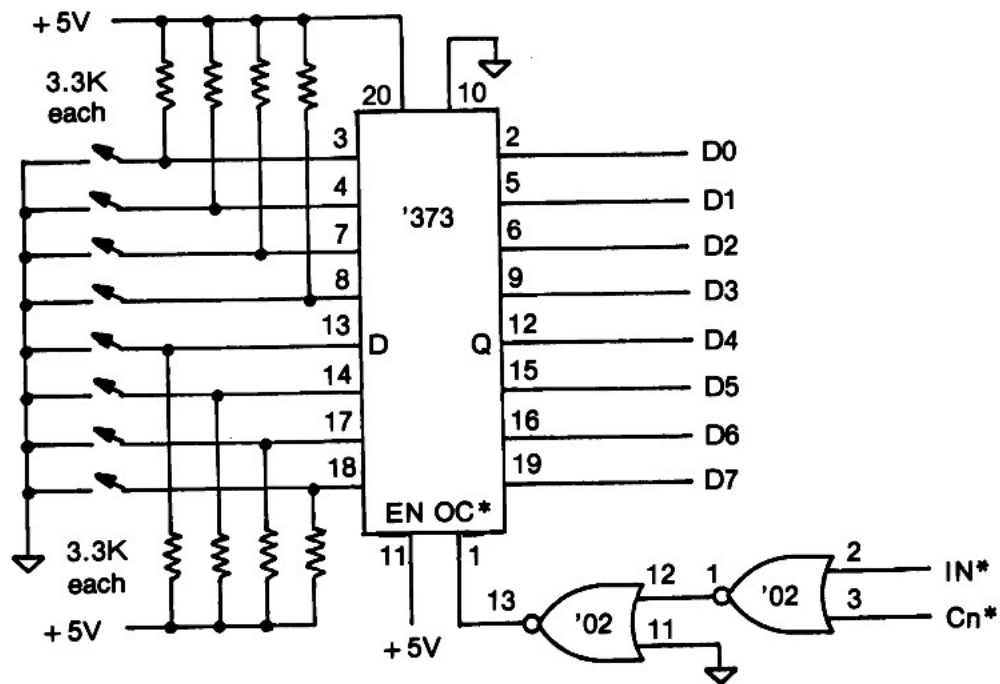 +5V
3.3K
each
20
10
3
2
D0
4
5
D1
'373
7
6
D2
8
9
D3
13
D
Q
12
D4
14
15
D5
17
16
D6
18
19
D7
EN OC*
3.3K
each
11
1
+5V
+5V
13
'02
12
11
1
'02
2
IN*
3
Cn*